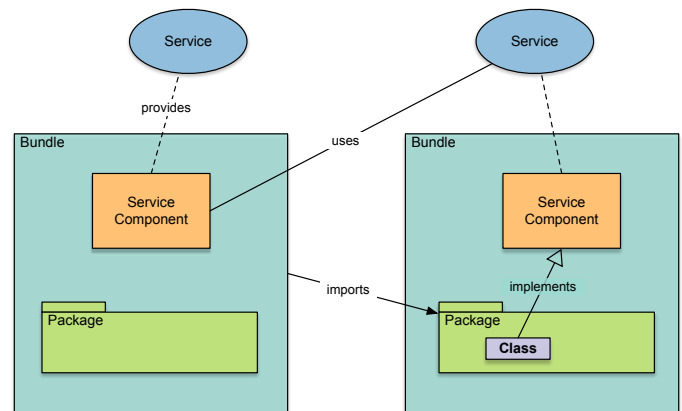 Service
Service
provides
uses
Bundle
Bundle
Service
Component
Service
Component
imports
implements
Package
Package
Class